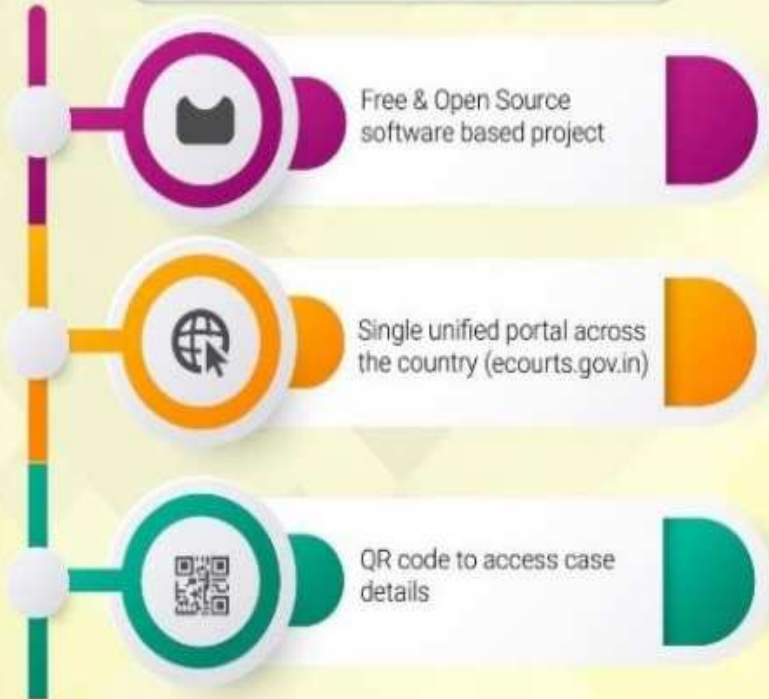 Free & Open Source
software based project
Single unified portal across
the country (ecourts.gov.in)
QR code to access case
details